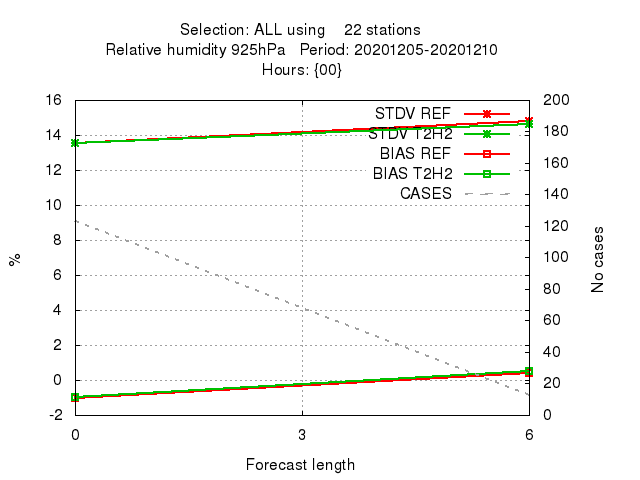 Selection: ALL using    22 stations
Relative humidity 925hPa   Period: 20201205-20201210
Hours: {00}
STDV REF
STDV T2H2
BIAS REF
BIAS T2H2
CASES
16
14
12
10
8
6
4
2
0
-2
%
200
180
160
140
120
100
80
60
40
20
0
No cases
0 3 6
Forecast length